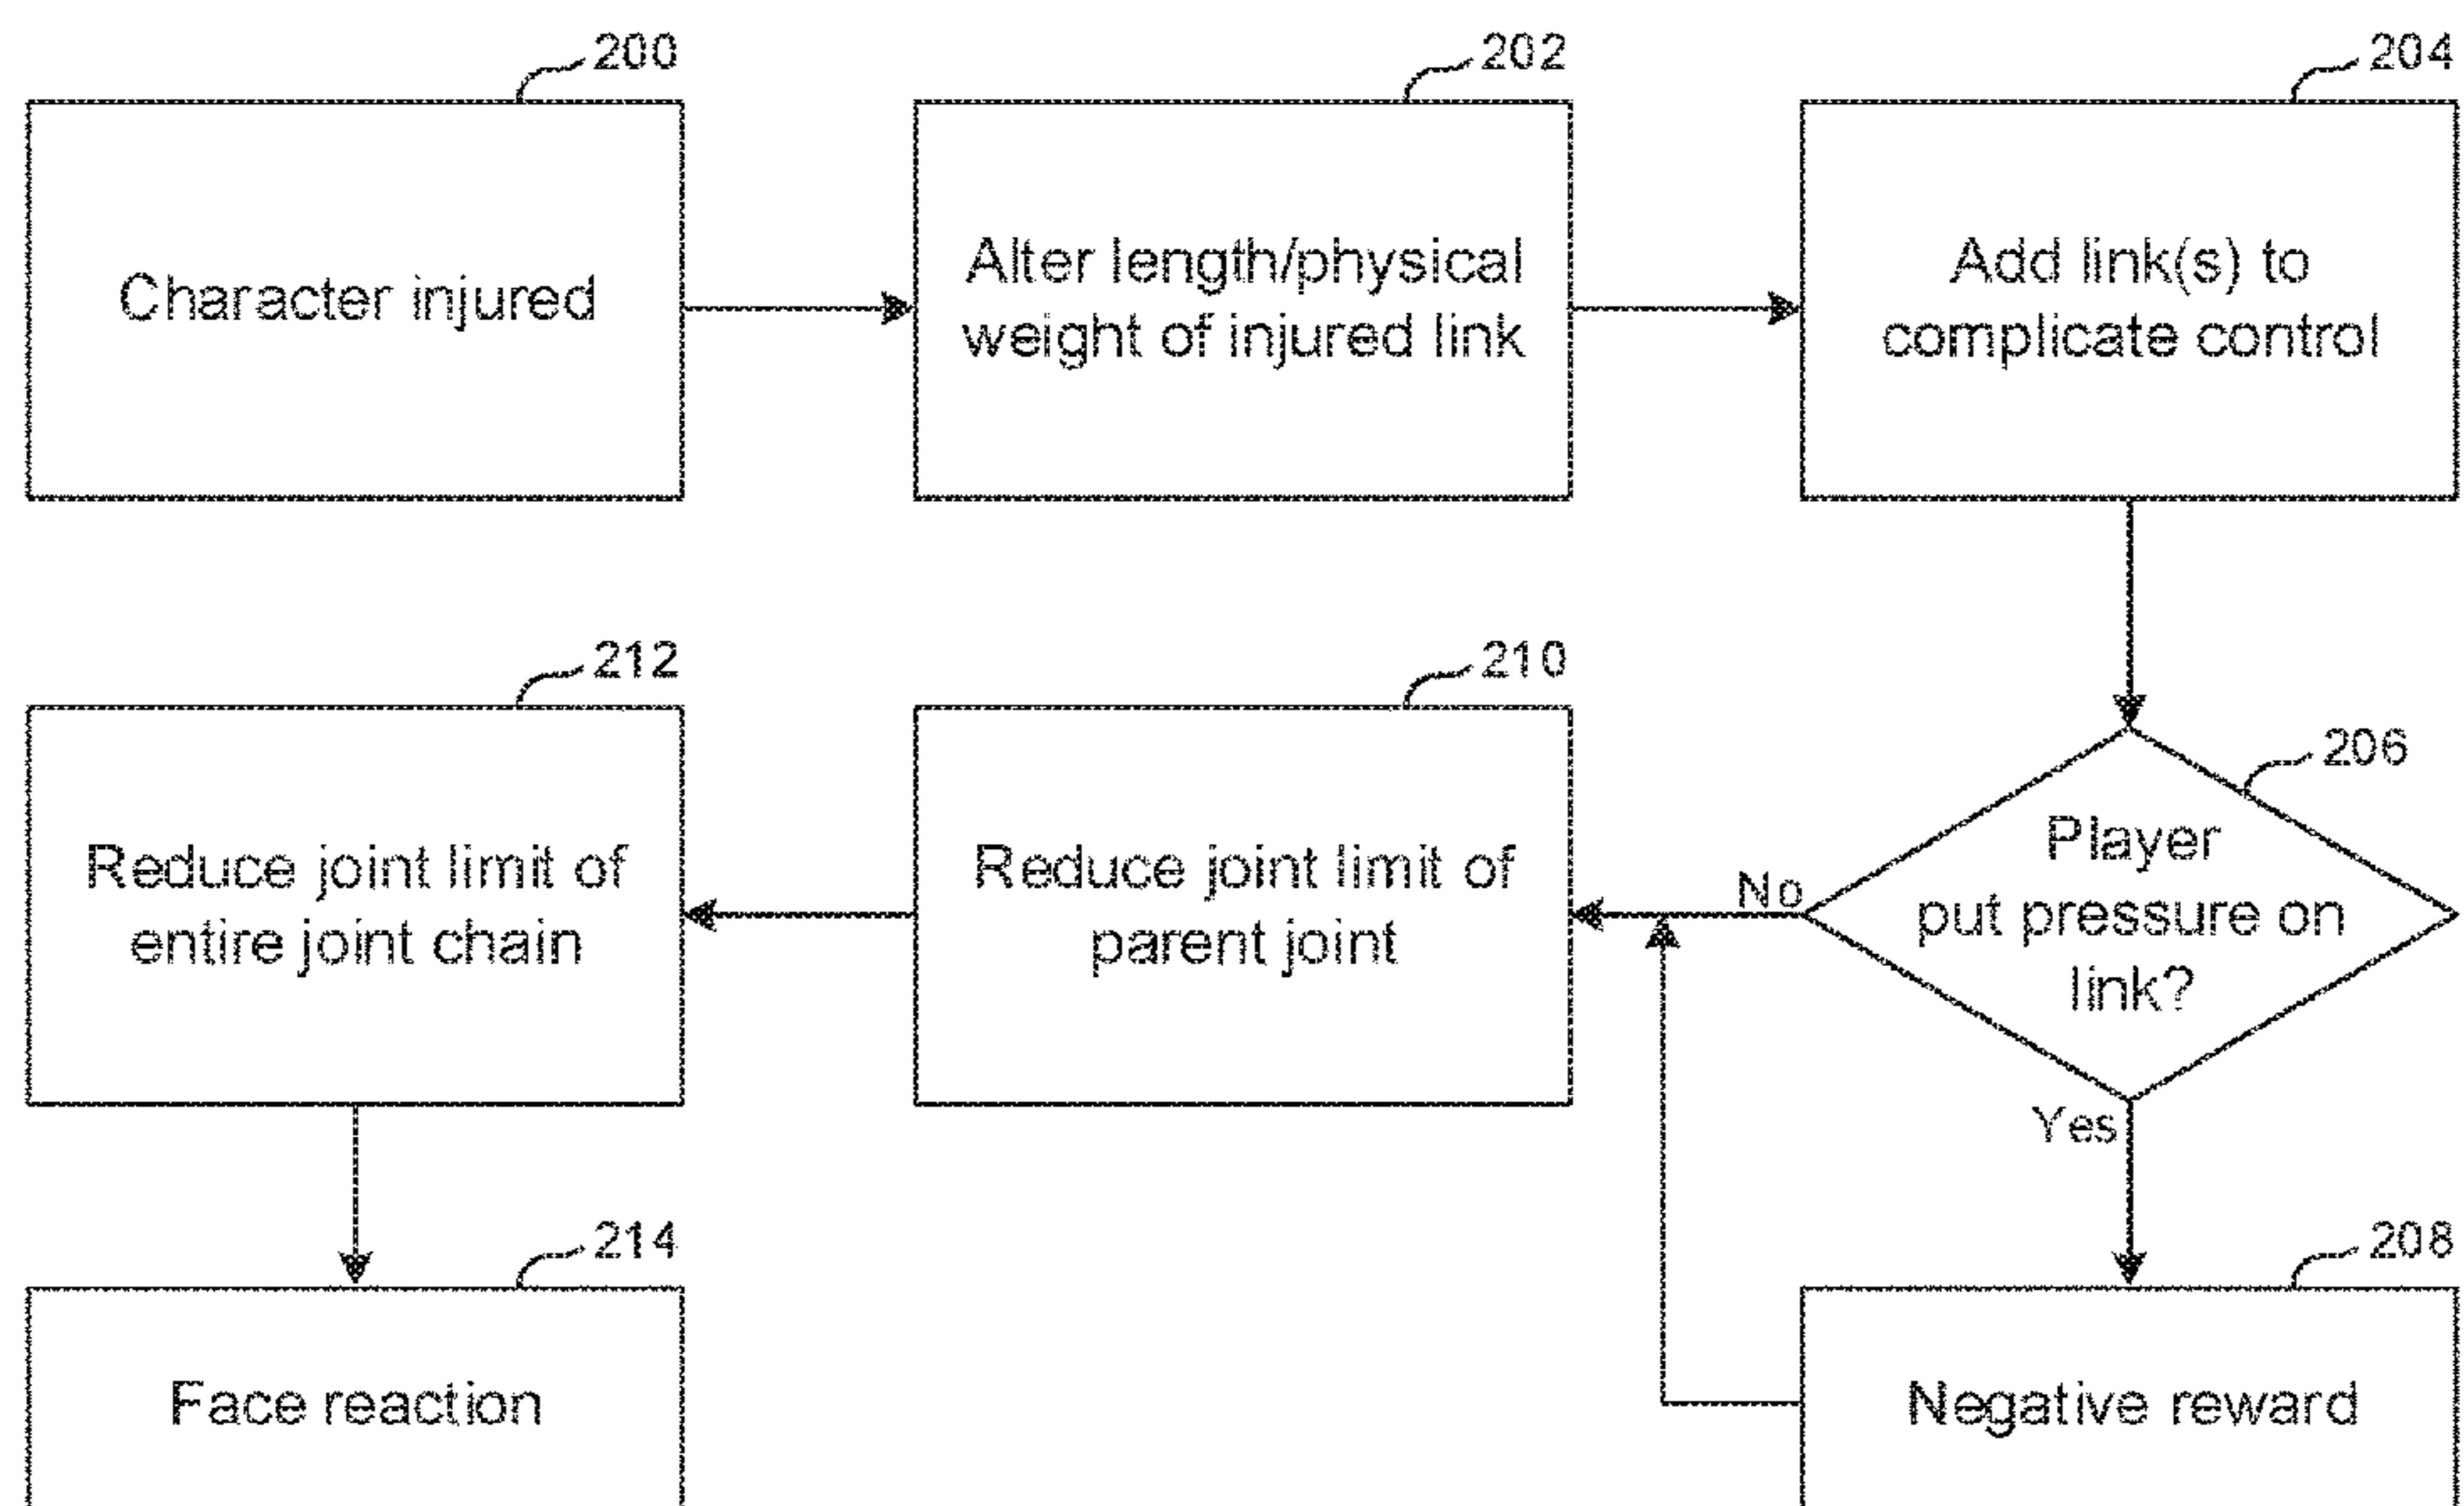 200
Character injured
202
Alter length/physical
weight of injured link
204
Add link(s) to
complicate control
206
Player
put pressure on
link?
No
Yes
208
Negative reward
210
Reduce joint limit of
parent joint
212
Reduce joint limit of
entire joint chain
214
Face reaction